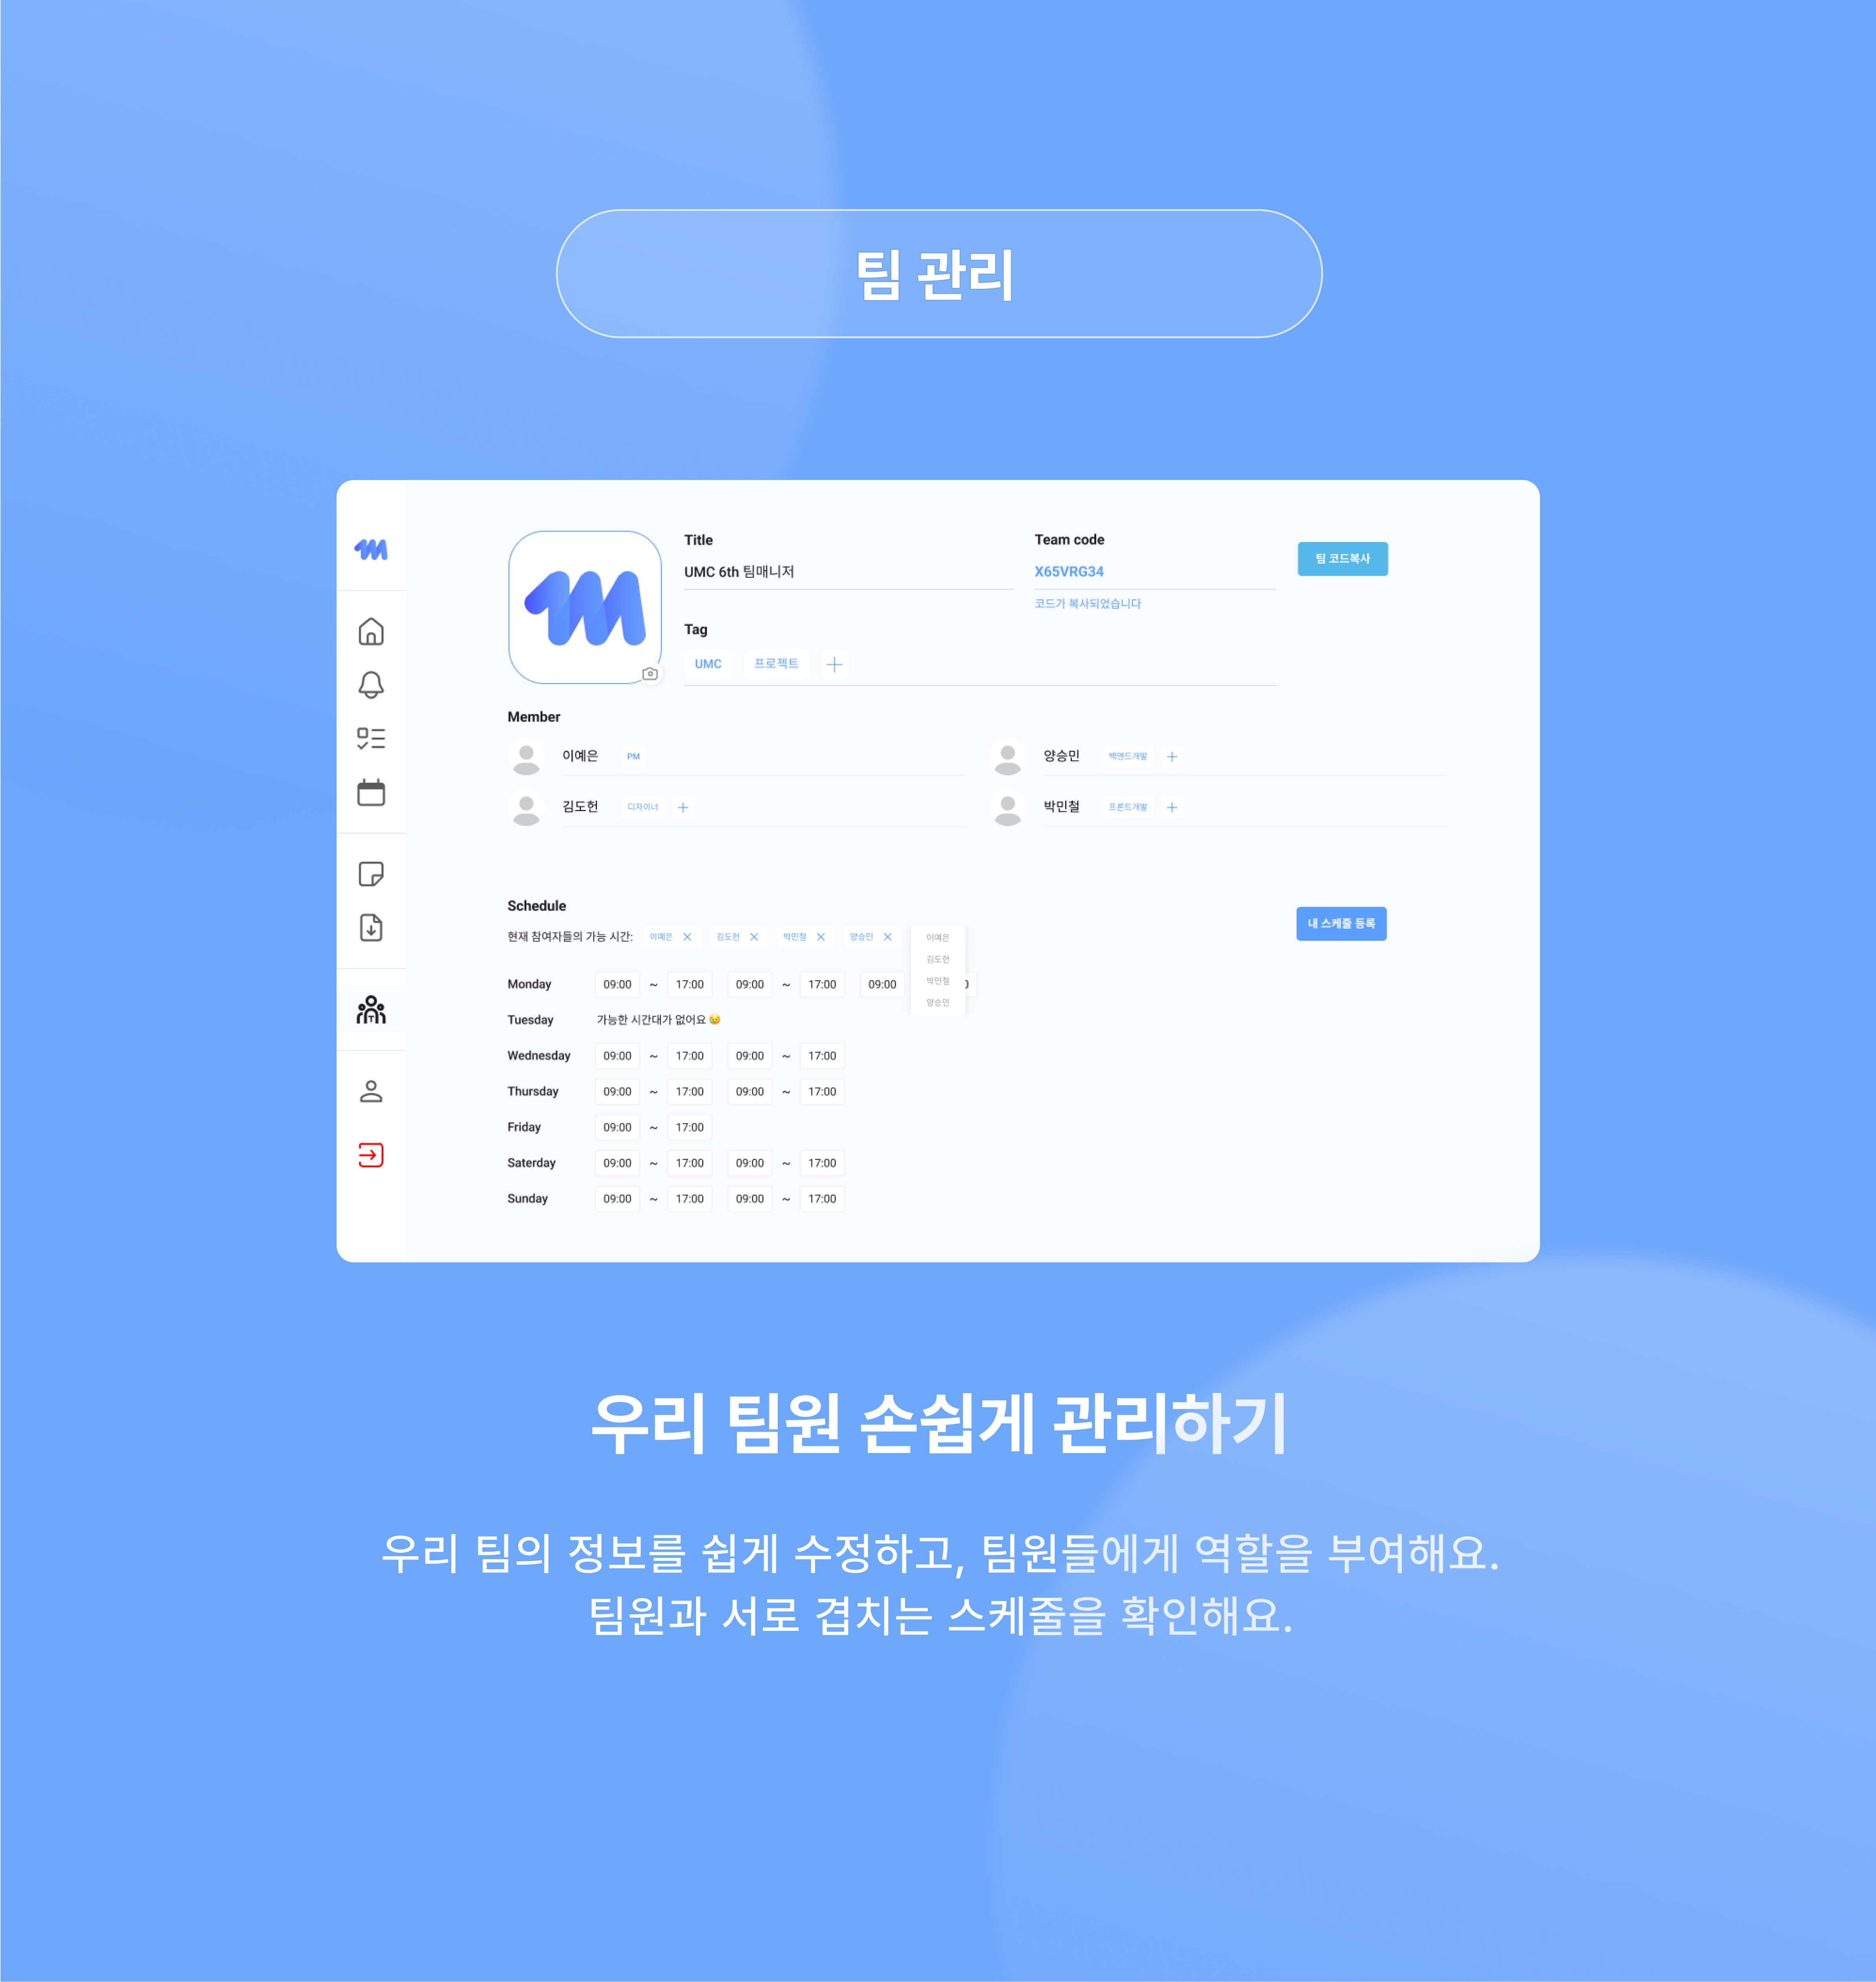 팀 관리
Title
UMC 6th 팀매니저
Team code
X65VRG34
코드가 복사되었습니다
팀 코드복사
Tag
UMC 프로젝트
Member
이예은 PM
양승민 백엔드개발
김도헌 디자이너
박민철 프론트개발
Schedule
내 스케줄 등록
현재 참여자들의 가능 시간: 이예은 김도헌 박민철 양승민
이예은
김도현
박민철
양승민
Monday 09:00 ~ 17:00 09:00 ~ 17:00 09:00
Tuesday 가능한 시간대가 없어요 😥
Wednesday 09:00 ~ 17:00 09:00 ~ 17:00
Thursday 09:00 ~ 17:00 09:00 ~ 17:00
Friday 09:00 ~ 17:00
Saterday 09:00 ~ 17:00 09:00 ~ 17:00
Sunday 09:00 ~ 17:00 09:00 ~ 17:00
우리 팀원 손쉽게 관리하기
우리 팀의 정보를 쉽게 수정하고, 팀원들에게 역할을 부여해요.
팀원과 서로 겹치는 스케줄을 확인해요.